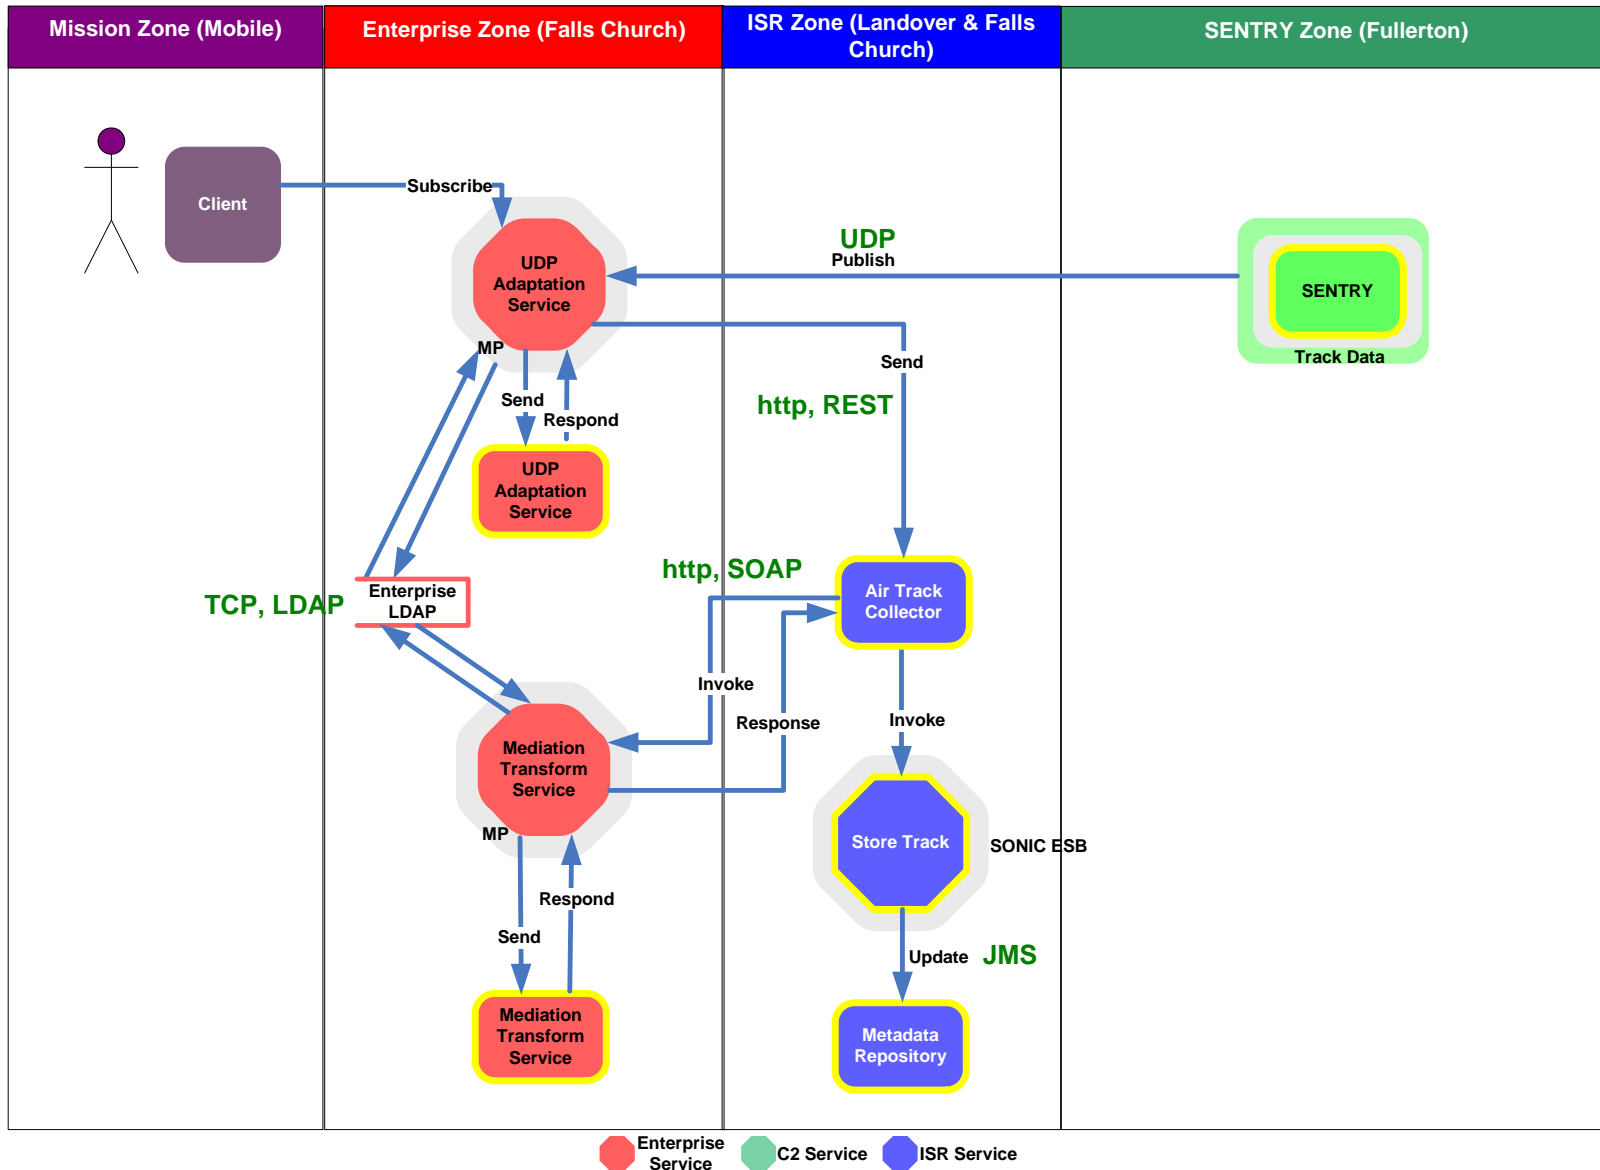 Mission Zone (Mobile)
Enterprise Zone (Falls Church)
ISR Zone (Landover & Falls
Church)
SENTRY Zone (Fullerton)
Client
Subscribe
UDP
Adaptation
Service
UDP
Publish
SENTRY
Track Data
MP
Send
Respond
Send
http, REST
UDP
Adaptation
Service
http, SOAP
TCP, LDAP
Enterprise
LDAP
Air Track
Collector
Invoke
Response
Invoke
Mediation
Transform
Service
MP
Store Track
SONIC ESB
Respond
Send
Update
JMS
Mediation
Transform
Service
Metadata
Repository
Enterprise
Service
C2 Service
ISR Service